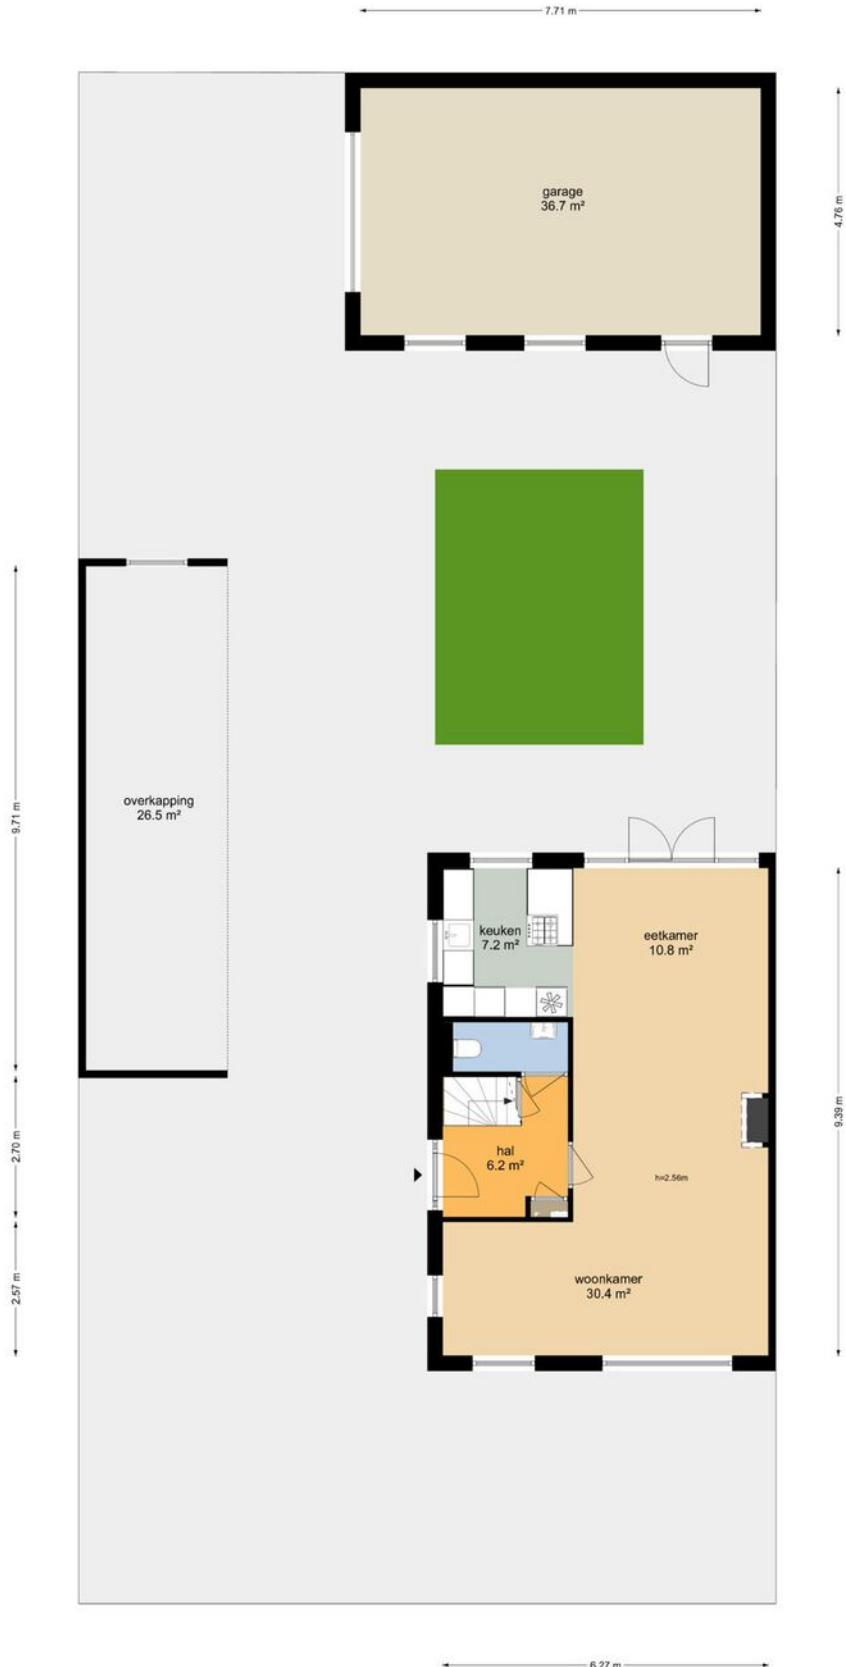 7.71 m
garage
36.7 m²
4.76 m
9.71 m
overkapping
26.5 m²
keuken
7.2 m²
eetkamer
10.8 m²
9.39 m
2.70 m
hal
6.2 m²
h=2.56m
2.57 m
woonkamer
30.4 m²
6.27 m